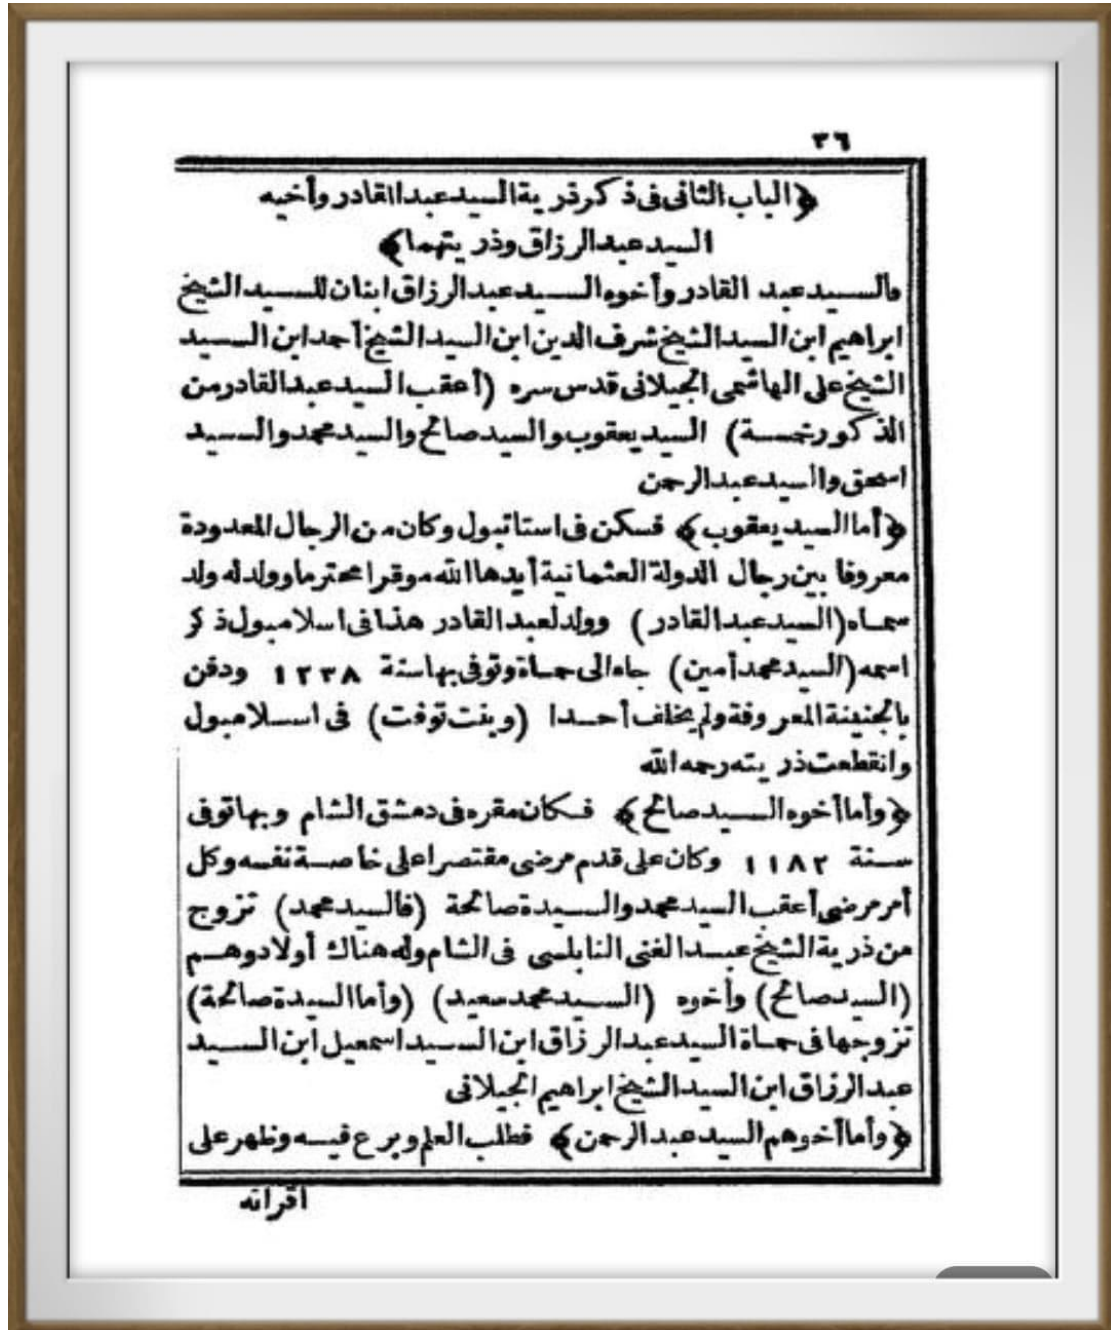 ٣٦
﴿الباب الثانى فى ذكر ذرية السيد عبد القادر وأخيه
السيد عبد الرزاق وذريتهما﴾
فالسيد عبد القادر وأخوه السيد عبد الرزاق ابنان للسيد الشيخ
ابراهيم ابن السيد الشيخ شرف الدين ابن السيد الشيخ أحمد ابن السيد
الشيخ على الهاشمى الجيلانى قدس سره (أعقب السيد عبد القادر من
الذكور خمسة) السيد يعقوب والسيد صالح والسيد محمد والسيد
اسحق والسيد عبد الرحمن
﴿أما السيد يعقوب﴾ فسكن فى استانبول وكان من الرجال المعدودة
معروفا بين رجال الدولة العثمانية أيدها الله موقرا محترما وولد له ولد
سماه (السيد عبد القادر) وولد لعبد القادر هذا فى اسلامبول ذكر
اسمه (السيد محمد أمين) جاء الى حماة وتوفى بها سنة ١٢٣٨ ودفن
بالجنينة المعروفة ولم يخلف أحدا (وبنت توفت) فى اسلامبول
وانقطعت ذريته رحمه الله
﴿وأما أخوه السيد صالح﴾ فكان مقره فى دمشق الشام وبها توفى
سنة ١١٨٢ وكان على قدم مرضى مقتصرا على خاصة نفسه وكل
أمر مرضى أعقب السيد محمد والسيدة صالحة (فالسيد محمد) تزوج
من ذرية الشيخ عبد الغنى النابلسى فى الشام وله هناك أولاد وهم
(السيد صالح) وأخوه (السيد محمد سعيد) (وأما السيدة صالحة)
تزوجها فى حماة السيد عبد الرزاق ابن السيد اسمعيل ابن السيد
عبد الرزاق ابن السيد الشيخ ابراهيم الجيلانى
﴿وأما أخوهم السيد عبد الرحمن﴾ فطلب العلم وبرع فيه وظهر على
أقرانه